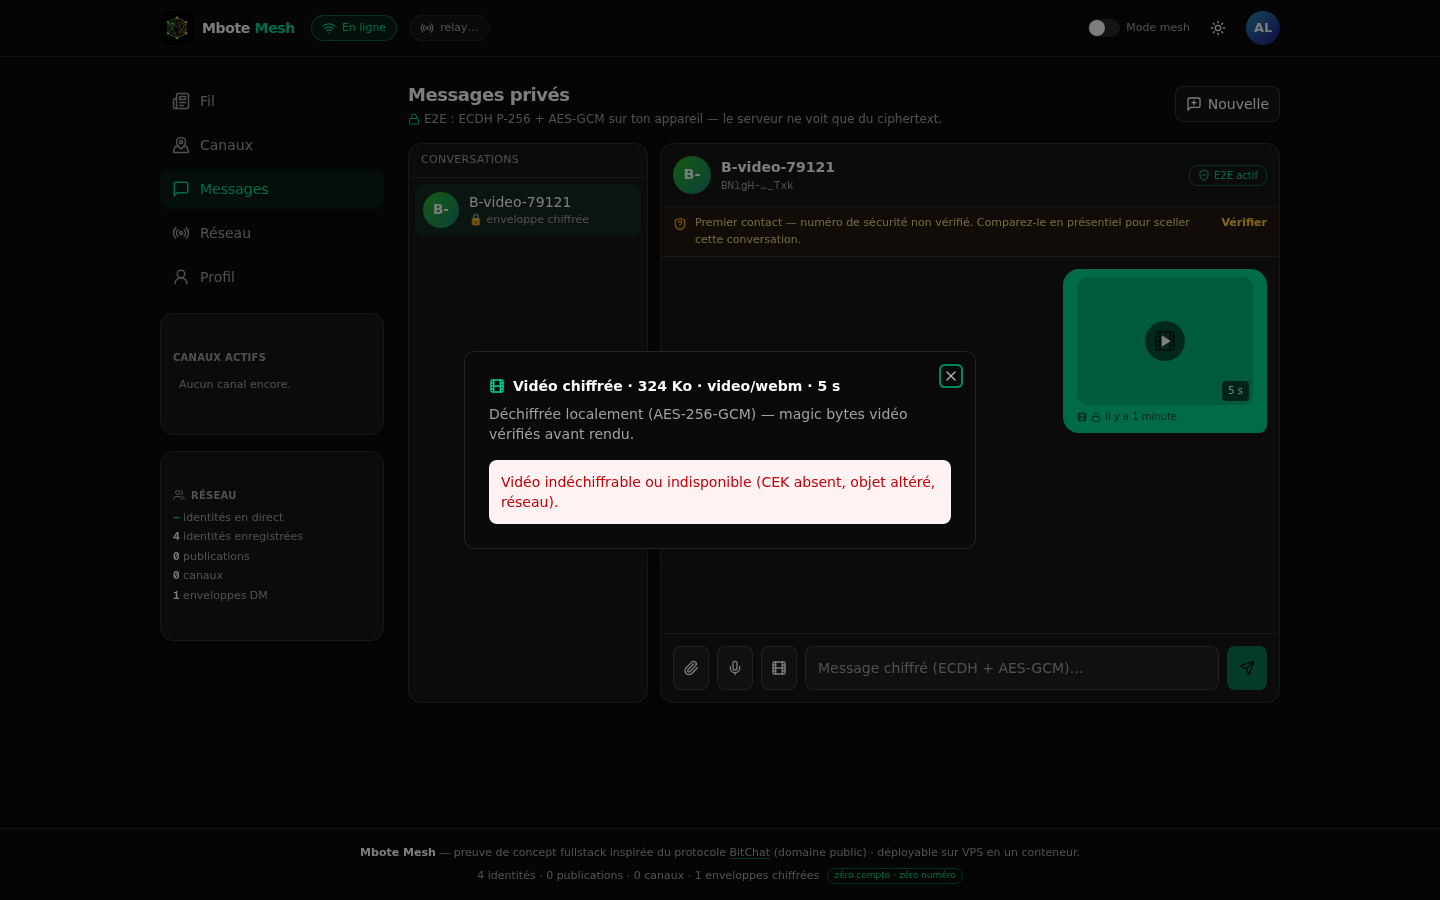 Mbote Mesh
En ligne
relay…
Mode mesh
AL
Fil
Canaux
Messages
Réseau
Profil
CANAUX ACTIFS
Aucun canal encore.
RÉSEAU
— identités en direct
4 identités enregistrées
0 publications
0 canaux
1 enveloppes DM
Messages privés
E2E : ECDH P-256 + AES-GCM sur ton appareil — le serveur ne voit que du ciphertext.
Nouvelle
CONVERSATIONS
B-
B-video-79121
🔒 enveloppe chiffrée
B-
B-video-79121
BNlgH-…_Txk
E2E actif
Premier contact — numéro de sécurité non vérifié. Comparez-le en présentiel pour sceller
cette conversation.
Vérifier
5 s
Il y a 1 minute
Vidéo chiffrée · 324 Ko · video/webm · 5 s
Déchiffrée localement (AES-256-GCM) — magic bytes vidéo
vérifiés avant rendu.
Vidéo indéchiffrable ou indisponible (CEK absent, objet altéré,
réseau).
Message chiffré (ECDH + AES-GCM)…
Mbote Mesh — preuve de concept fullstack inspirée du protocole BitChat (domaine public) · déployable sur VPS en un conteneur.
4 identités · 0 publications · 0 canaux · 1 enveloppes chiffrées
zéro compte · zéro numéro